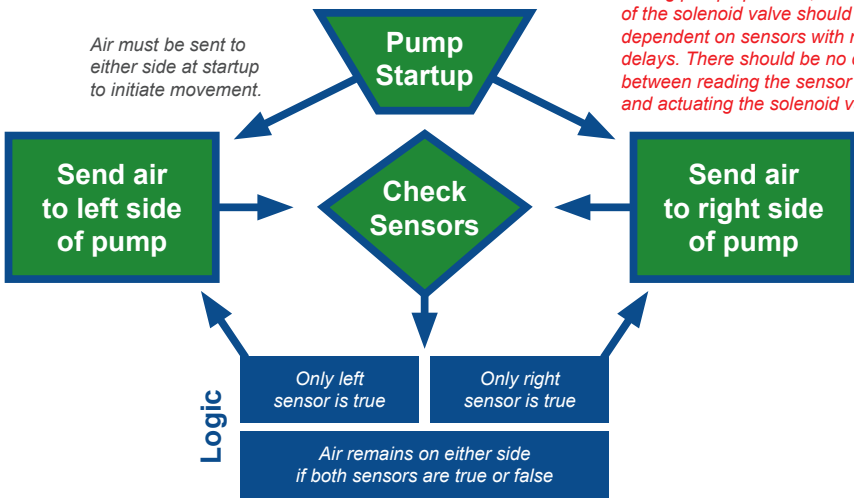 of the solenoid valve should
dependent on sensors with
delays. There should be no
between reading the sensor
and actuating the solenoid
Air must be sent to
either side at startup
to initiate movement.
Pump
Startup
Send air
to left side
of pump
Check
Sensors
Send air
to right side
of pump
Logic
Only left
sensor is true
Only right
sensor is true
Air remains on either side
if both sensors are true or false